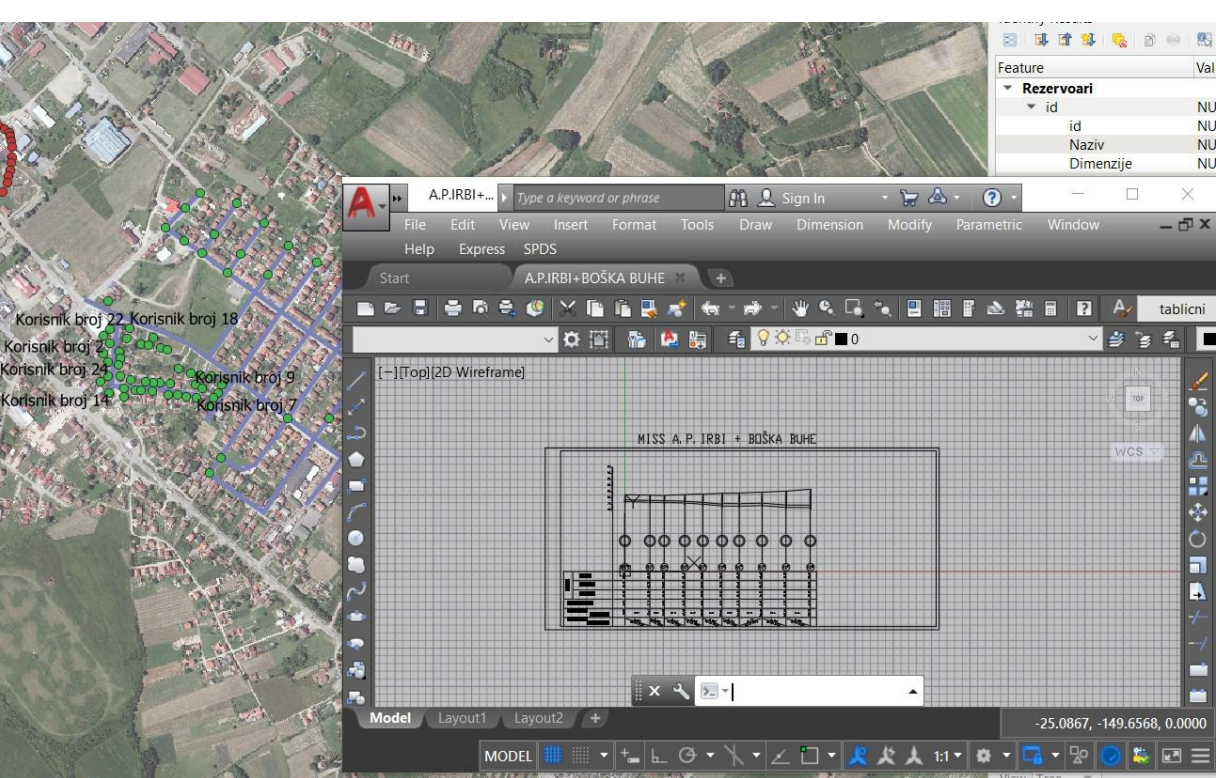 Identify Results
Feature Val
Rezervoari
id NU
id NU
Naziv NU
Dimenzije NU
A.P.IRBI+... Type a keyword or phrase Sign In
File Edit View Insert Format Tools Draw Dimension Modify Parametric Window
Help Express SPDS
Start A.P.IRBI+BOŠKA BUHE
tablicni
0
[−][Top][2D Wireframe]
TOP
WCS
MISS A.P. IRBI + BOŠKA BUHE
Korisnik broj 22 Korisnik broj 18
Korisnik broj 2
Korisnik broj 24 Korisnik broj 9
Korisnik broj 14 Korisnik broj 7
Model Layout1 Layout2
-25.0867, -149.6568, 0.0000
MODEL 1:1